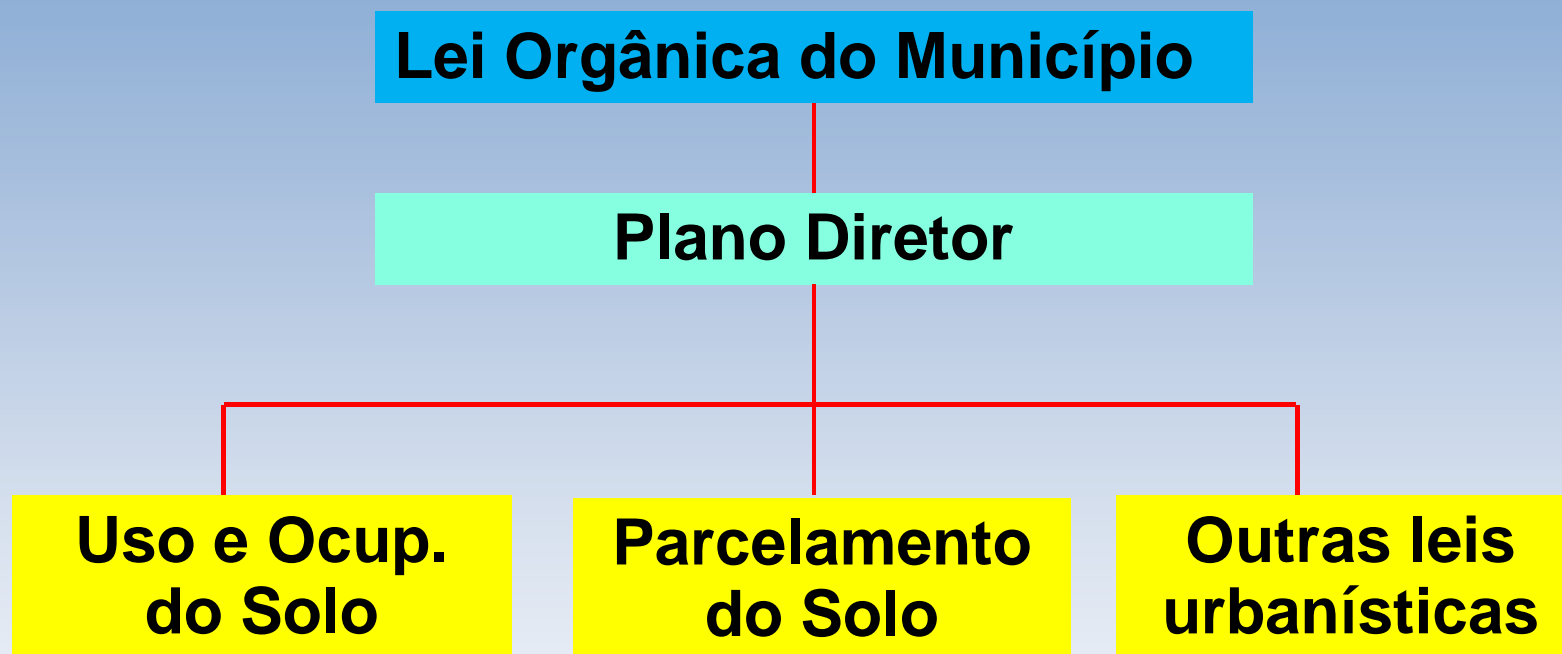 Lei Orgânica do Município
Plano Diretor
Uso e Ocup.
do Solo
Parcelamento
do Solo
Outras leis
urbanísticas